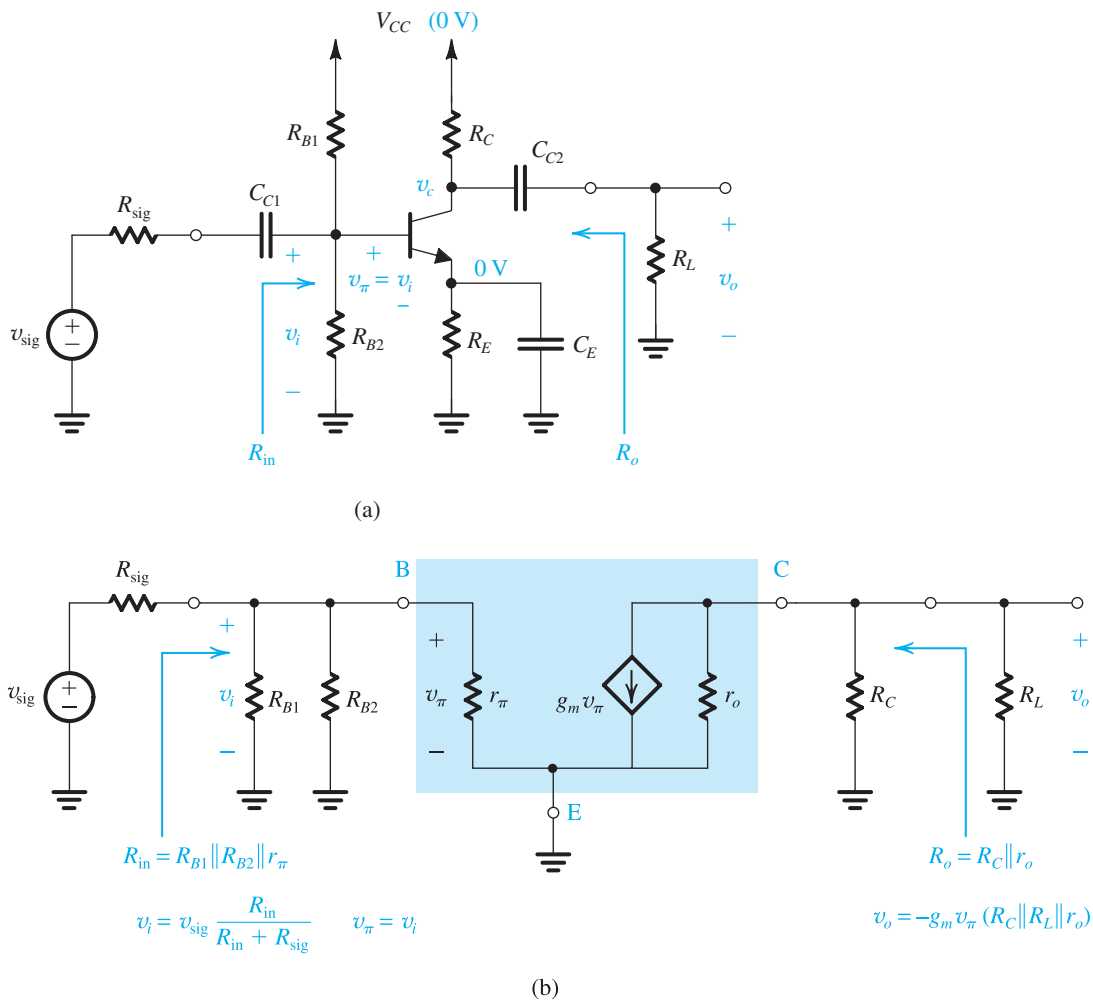 V_CC (0 V)
R_B1
R_C
C_C2
v_c
C_C1
R_sig
+
+
v_π = v_i
−
0 V
+
R_L
v_o
−
v_sig
+
−
v_i
−
R_B2
R_E
C_E
R_in
R_o
(a)
R_sig
B
C
+
+
+
v_sig
+
−
v_i
R_B1
R_B2
v_π
r_π
g_m v_π
r_o
R_C
R_L
v_o
−
−
−
E
R_in = R_B1 || R_B2 || r_π
R_o = R_C || r_o
v_i = v_sig R_in / (R_in + R_sig) v_π = v_i
v_o = −g_m v_π (R_C || R_L || r_o)
(b)